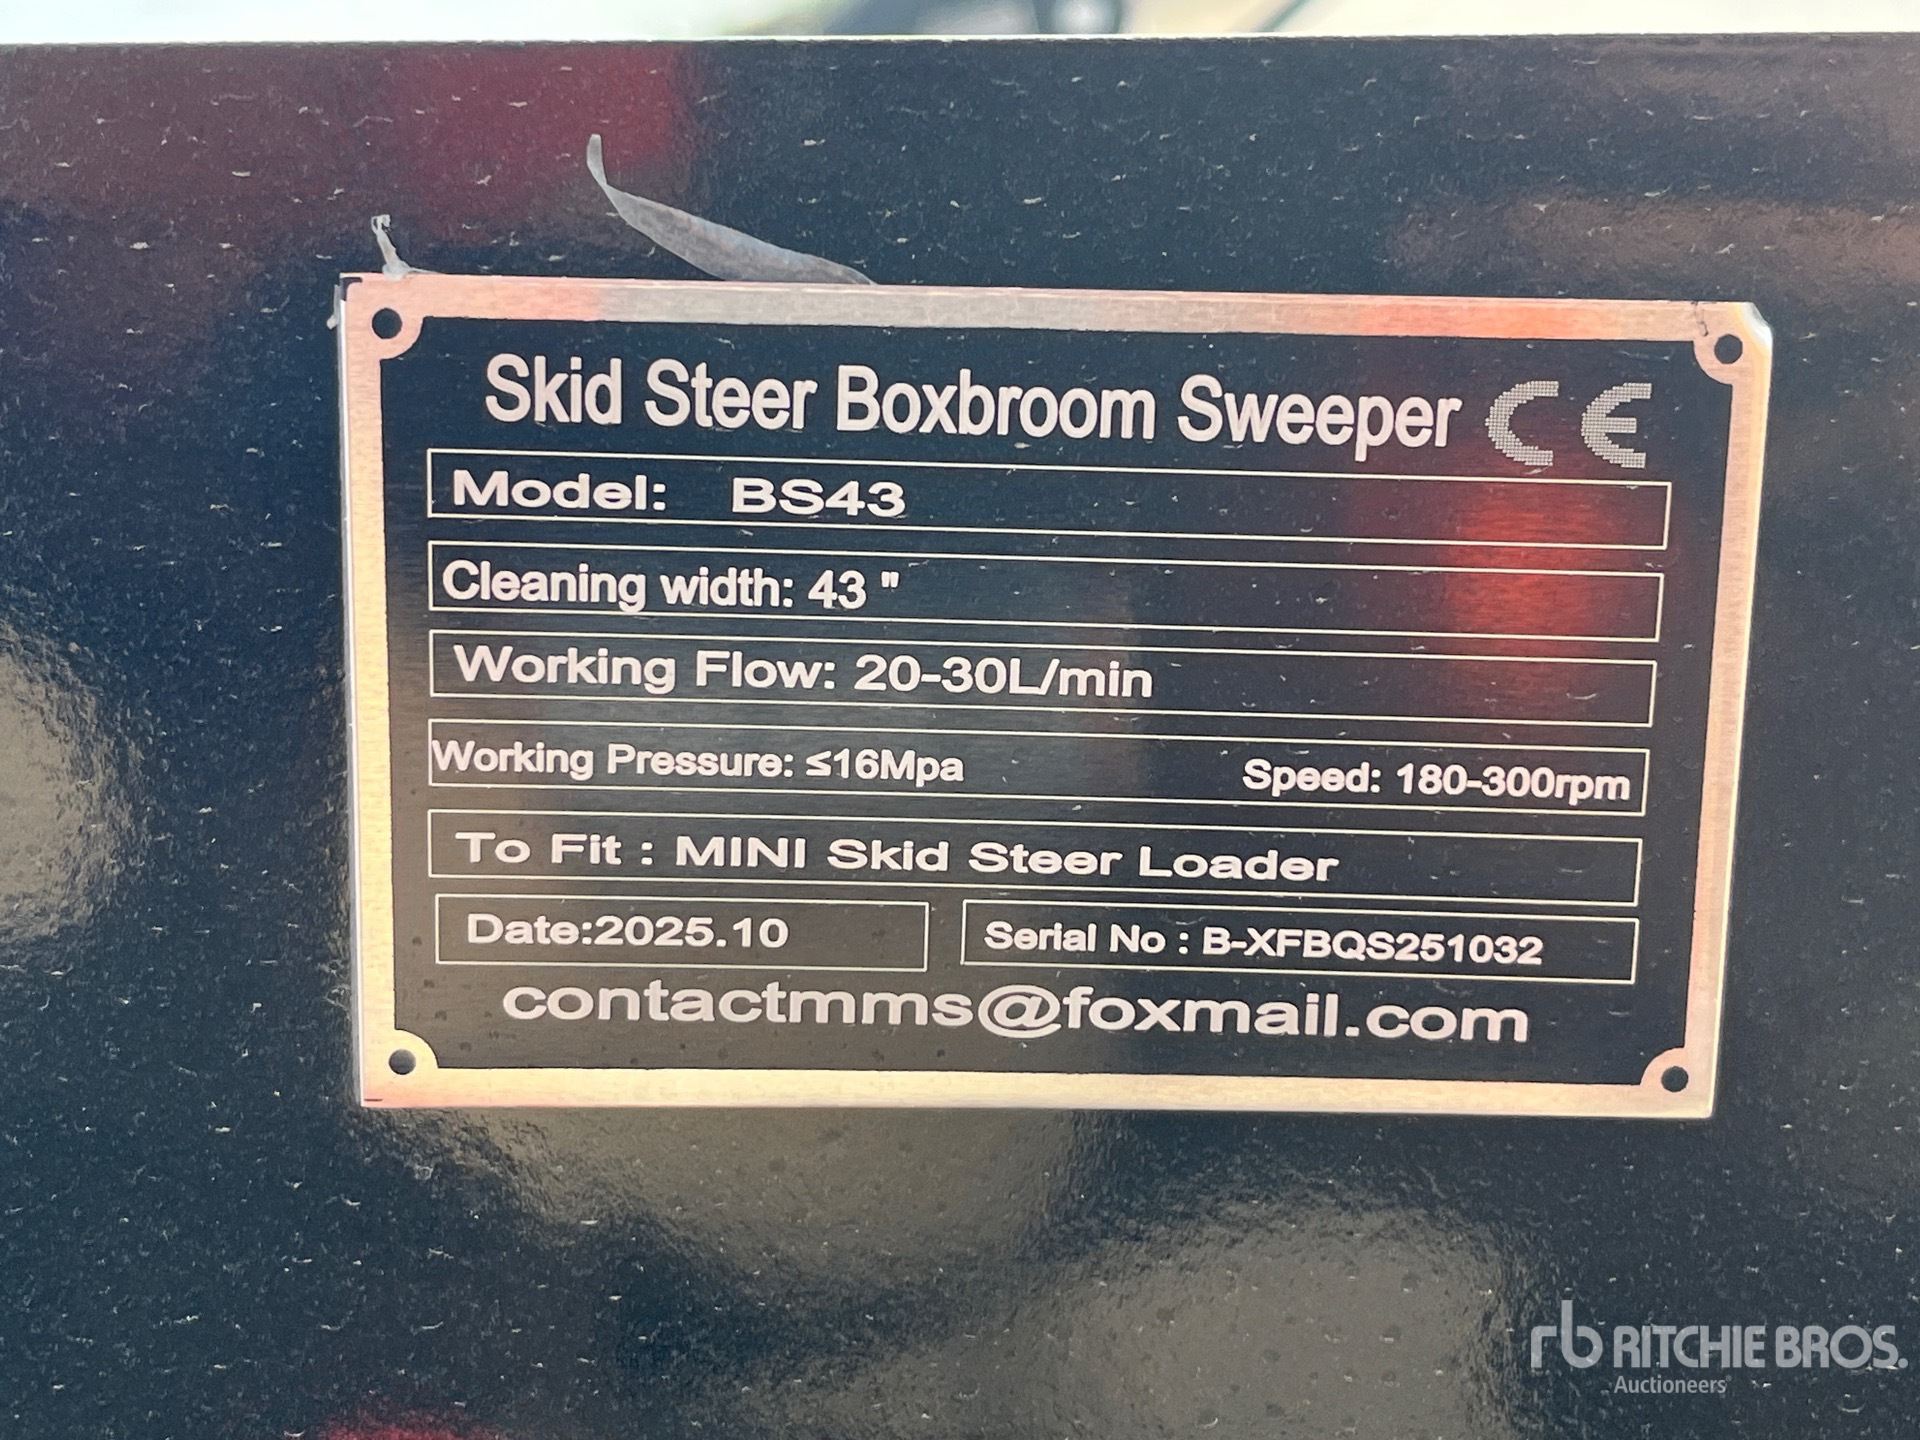 Skid Steer Boxbroom Sweeper CE
Model: BS43
Cleaning width: 43 "
Working Flow: 20-30L/min
Working Pressure: ≤16Mpa Speed: 180-300rpm
To Fit : MINI Skid Steer Loader
Date:2025.10 Serial No : B-XFBQS251032
contactmms@foxmail.com
rb RITCHIE BROS.
Auctioneers